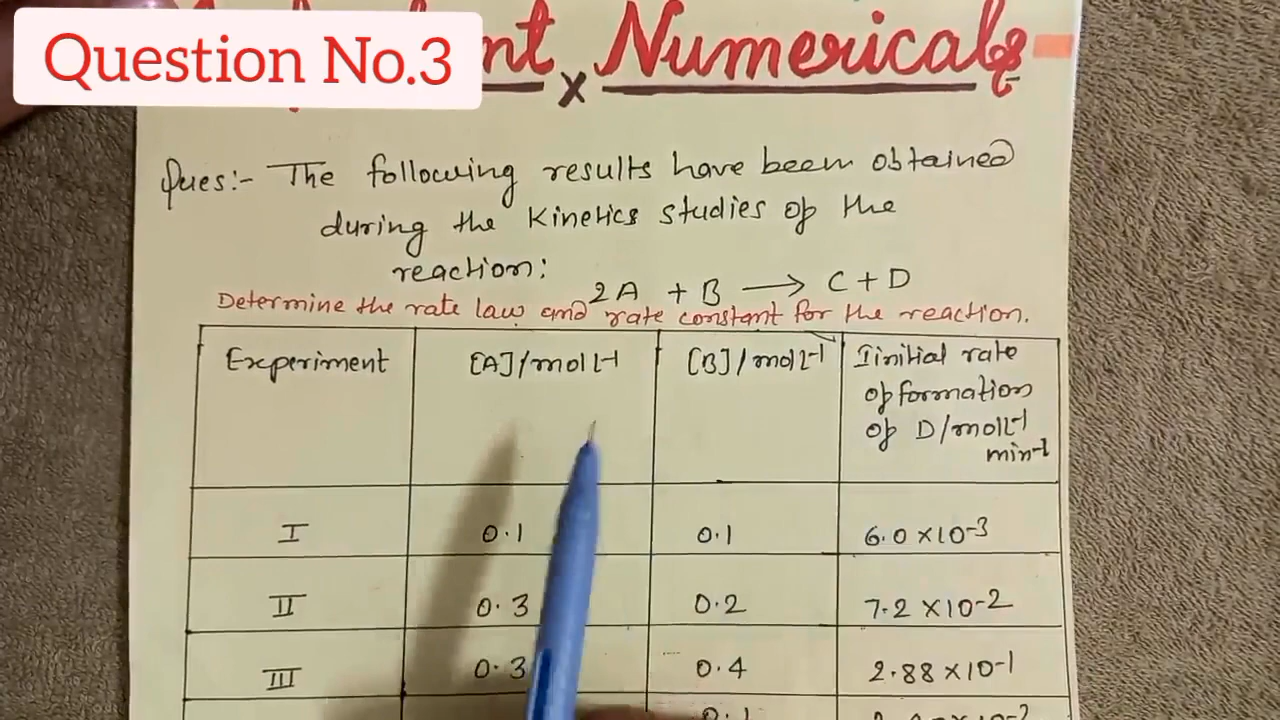 Question No.3
Numericals
Ques:- The following results have been obtained
during the Kinetics studies of the
reaction:
2A + B → C + D
Determine the rate law and rate constant for the reaction.
Experiment [A]/mol L-1 [B]/mol L-1 Iinitial rate
of formation
of D/mol L-1
min-1
I 0.1 0.1 6.0 × 10-3
II 0.3 0.2 7.2 × 10-2
III 0.3 0.4 2.88 × 10-1
0.1